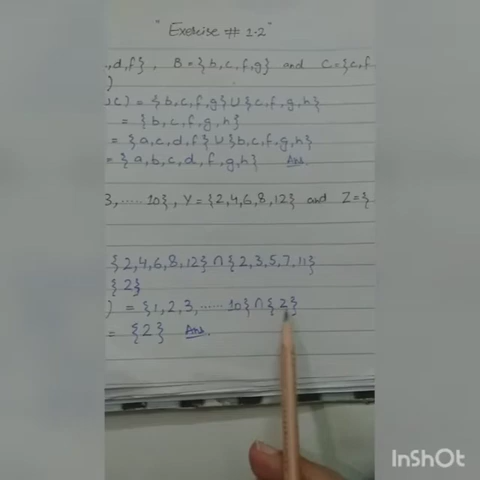 "Exercise # 1.2"
,d,f}, B = {b,c,f,g} and C = {c,f
)
∪C) = {b,c,f,g} ∪ {c,f,g,h}
= {b,c,f,g,h}
= {a,c,d,f} ∪ {b,c,f,g,h}
= {a,b,c,d,f,g,h} Ans.
3, ..... 10}, Y = {2,4,6,8,12} and Z = {
{2,4,6,8,12} ∩ {2,3,5,7,11}
{2}
) = {1,2,3, ...... 10} ∩ {2}
= {2} Ans.
InShOt